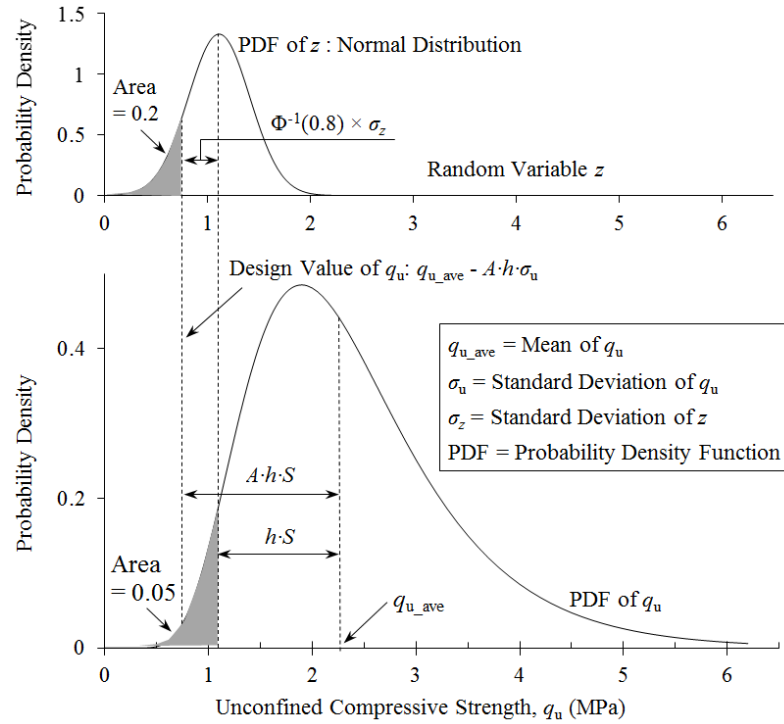 1.5
1
0.5
0
Probability Density
PDF of z : Normal Distribution
Area
= 0.2
Φ-1(0.8) × σz
Random Variable z
0 1 2 3 4 5 6
Design Value of qu: qu_ave - A·h·σu
0.4
0.2
0
Probability Density
qu_ave = Mean of qu
σu = Standard Deviation of qu
σz = Standard Deviation of z
PDF = Probability Density Function
A·h·S
h·S
Area
= 0.05
qu_ave
PDF of qu
0 1 2 3 4 5 6
Unconfined Compressive Strength, qu (MPa)